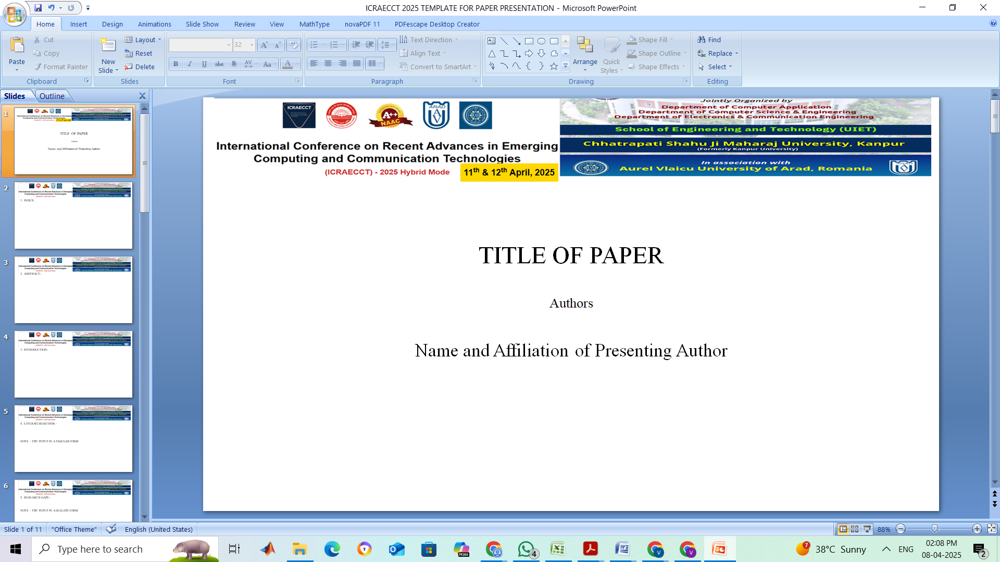 ICRAECCT 2025 TEMPLATE FOR PAPER PRESENTATION - Microsoft PowerPoint
Home Insert Design Animations Slide Show Review View MathType novaPDF 11 PDFescape Desktop Creator
Paste
Cut
Copy
Format Painter
Clipboard
New Slide
Layout
Reset
Delete
Slides
32
Font
Paragraph
Text Direction
Align Text
Convert to SmartArt
Arrange
Quick Styles
Shape Fill
Shape Outline
Shape Effects
Drawing
Find
Replace
Select
Editing
Slides Outline
1
TITLE OF PAPER
Authors
Name and Affiliation of Presenting Author
2
1. INDEX:
3
2. ABSTRACT:
4
3. INTRODUCTION:
5
4. LITERATURE REVIEW :
NOTE : TRY TO PUT IN A TABULAR FORM
6
5. RESEARCH GAPS :
NOTE : TRY TO PUT IN A BULLETS FORM
ICRAECCT
A++
NAAC
ARAD
International Conference on Recent Advances in Emerging
Computing and Communication Technologies
(ICRAECCT) - 2025 Hybrid Mode
11th & 12th April, 2025
Jointly Organized by
Department of Computer Application
Department of Computer Science & Engineering
Department of Electronics & Communication Engineering
School of Engineering and Technology (UIET)
Chhatrapati Shahu Ji Maharaj University, Kanpur
(Formerly Kanpur University)
In association with
Aurel Vlaicu University of Arad, Romania
TITLE OF PAPER
Authors
Name and Affiliation of Presenting Author
Slide 1 of 11 "Office Theme" English (United States) 88%
Type here to search
M365
4
7
38°C Sunny
ENG
02:08 PM
08-04-2025
2